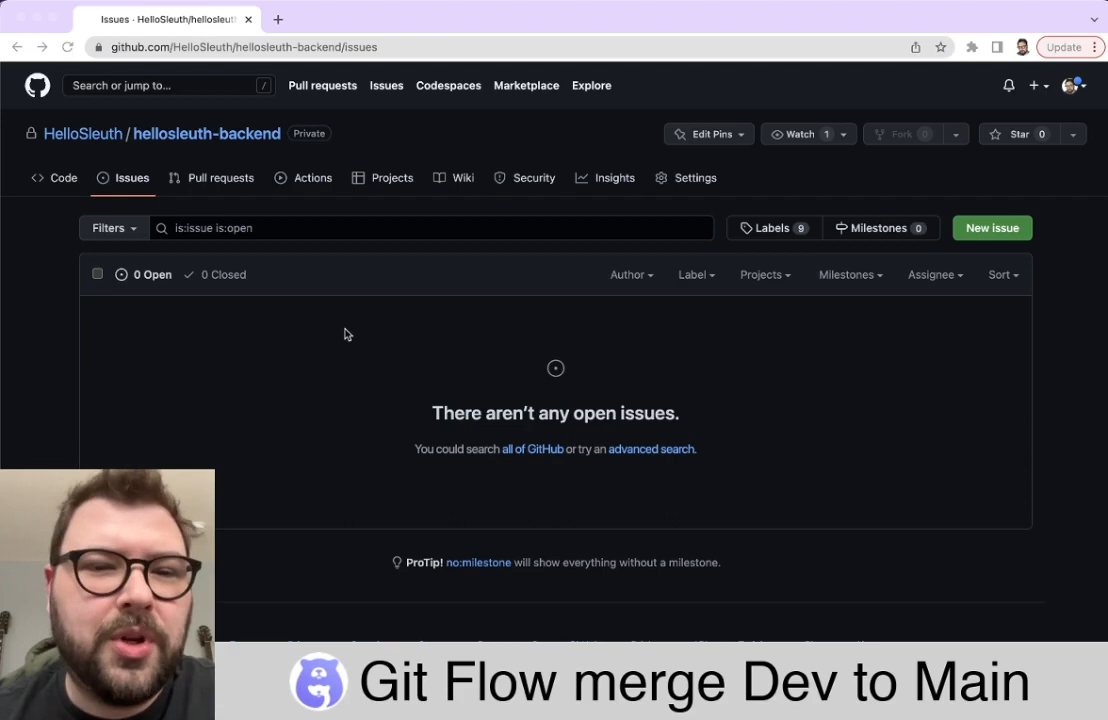 Issues · HelloSleuth/hellosleuth
github.com/HelloSleuth/hellosleuth-backend/issues
Update
Search or jump to... /
Pull requests Issues Codespaces Marketplace Explore
HelloSleuth / hellosleuth-backend Private
Edit Pins Watch 1 Fork 0 Star 0
Code Issues Pull requests Actions Projects Wiki Security Insights Settings
Filters is:issue is:open Labels 9 Milestones 0 New issue
0 Open 0 Closed Author Label Projects Milestones Assignee Sort
There aren't any open issues.
You could search all of GitHub or try an advanced search.
ProTip! no:milestone will show everything without a milestone.
Git Flow merge Dev to Main